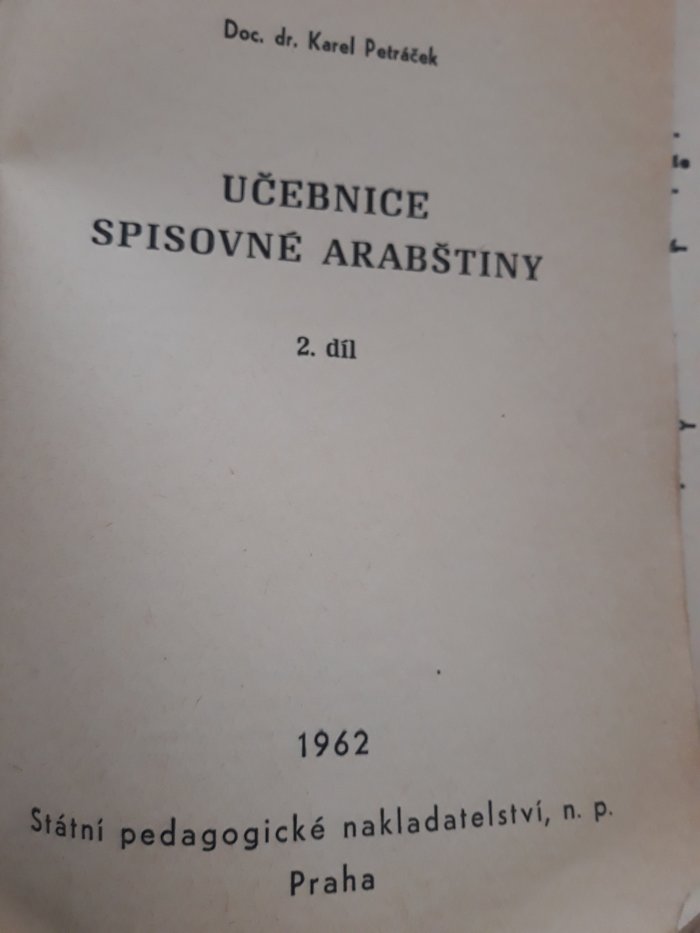 Doc. dr. Karel Petráček
UČEBNICE
SPISOVNÉ ARABŠTINY
2. díl
1962
Státní pedagogické nakladatelství, n. p.
Praha